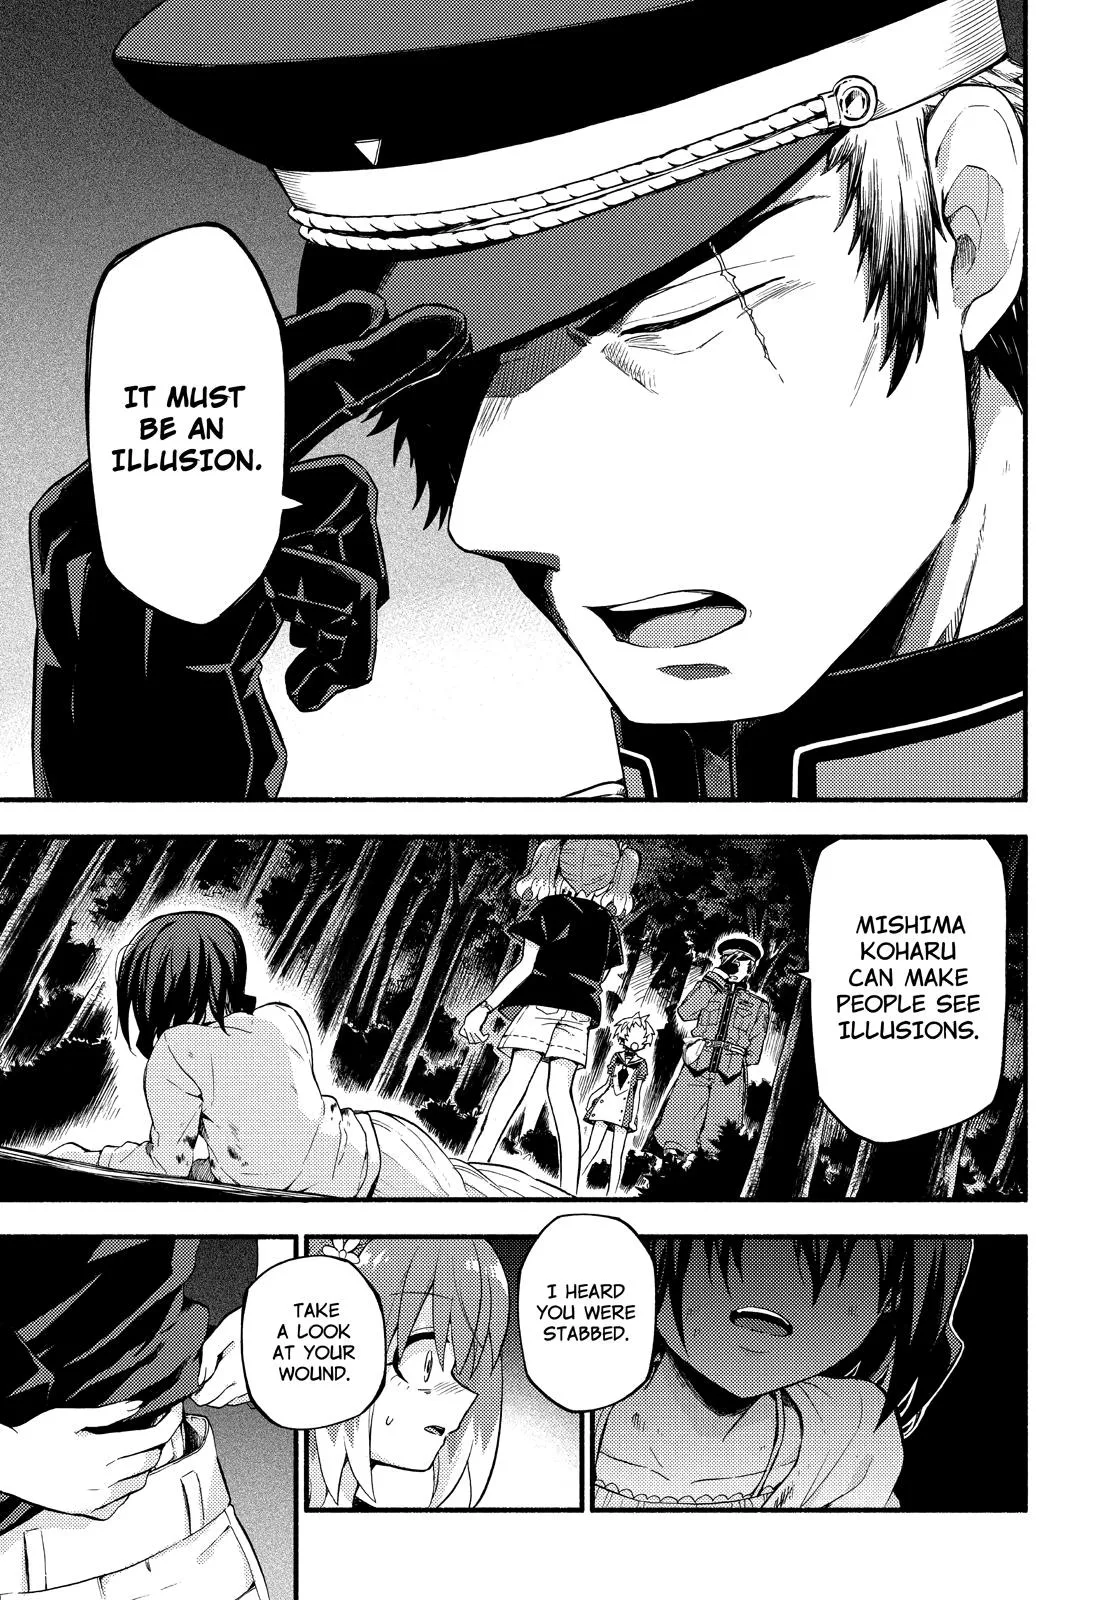 IT MUST
BE AN
ILLUSION.
MISHIMA
KOHARU
CAN MAKE
PEOPLE SEE
ILLUSIONS.
I HEARD
YOU WERE
STABBED.
TAKE
A LOOK
AT YOUR
WOUND.